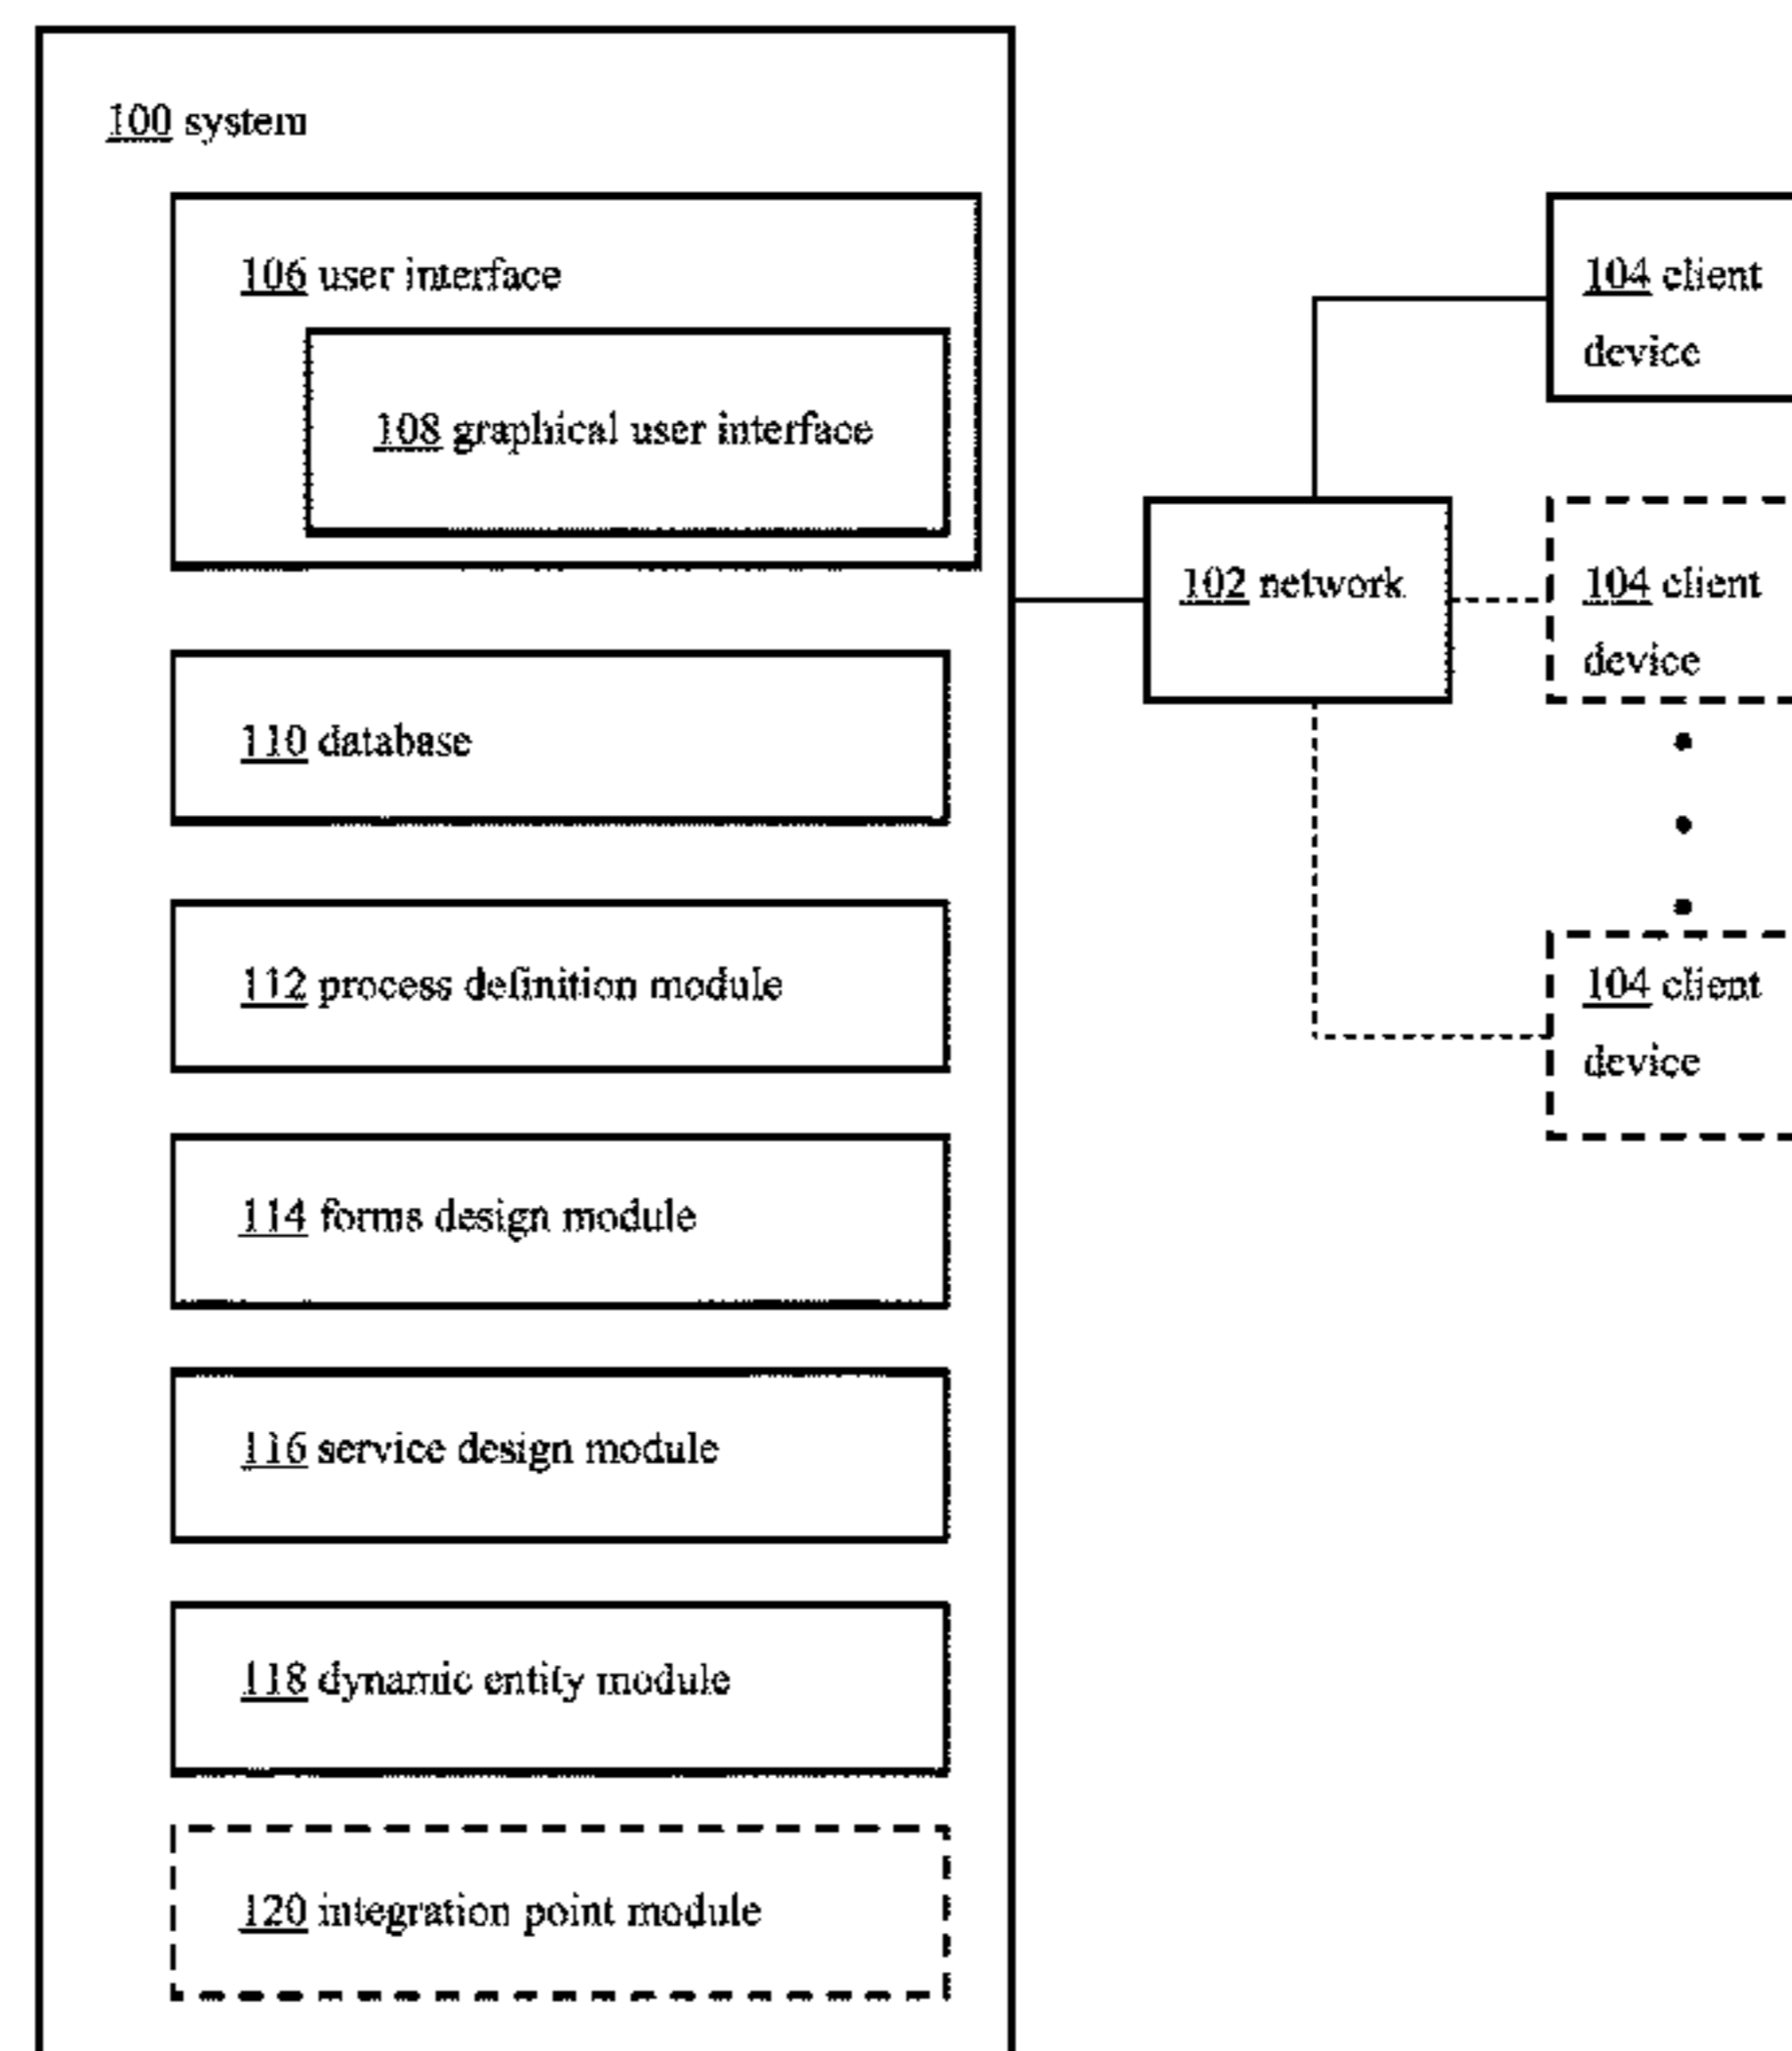 100 system
106 user interface
108 graphical user interface
110 database
112 process definition module
114 forms design module
116 service design module
118 dynamic entity module
120 integration point module
102 network
104 client
device
104 client
device
104 client
device